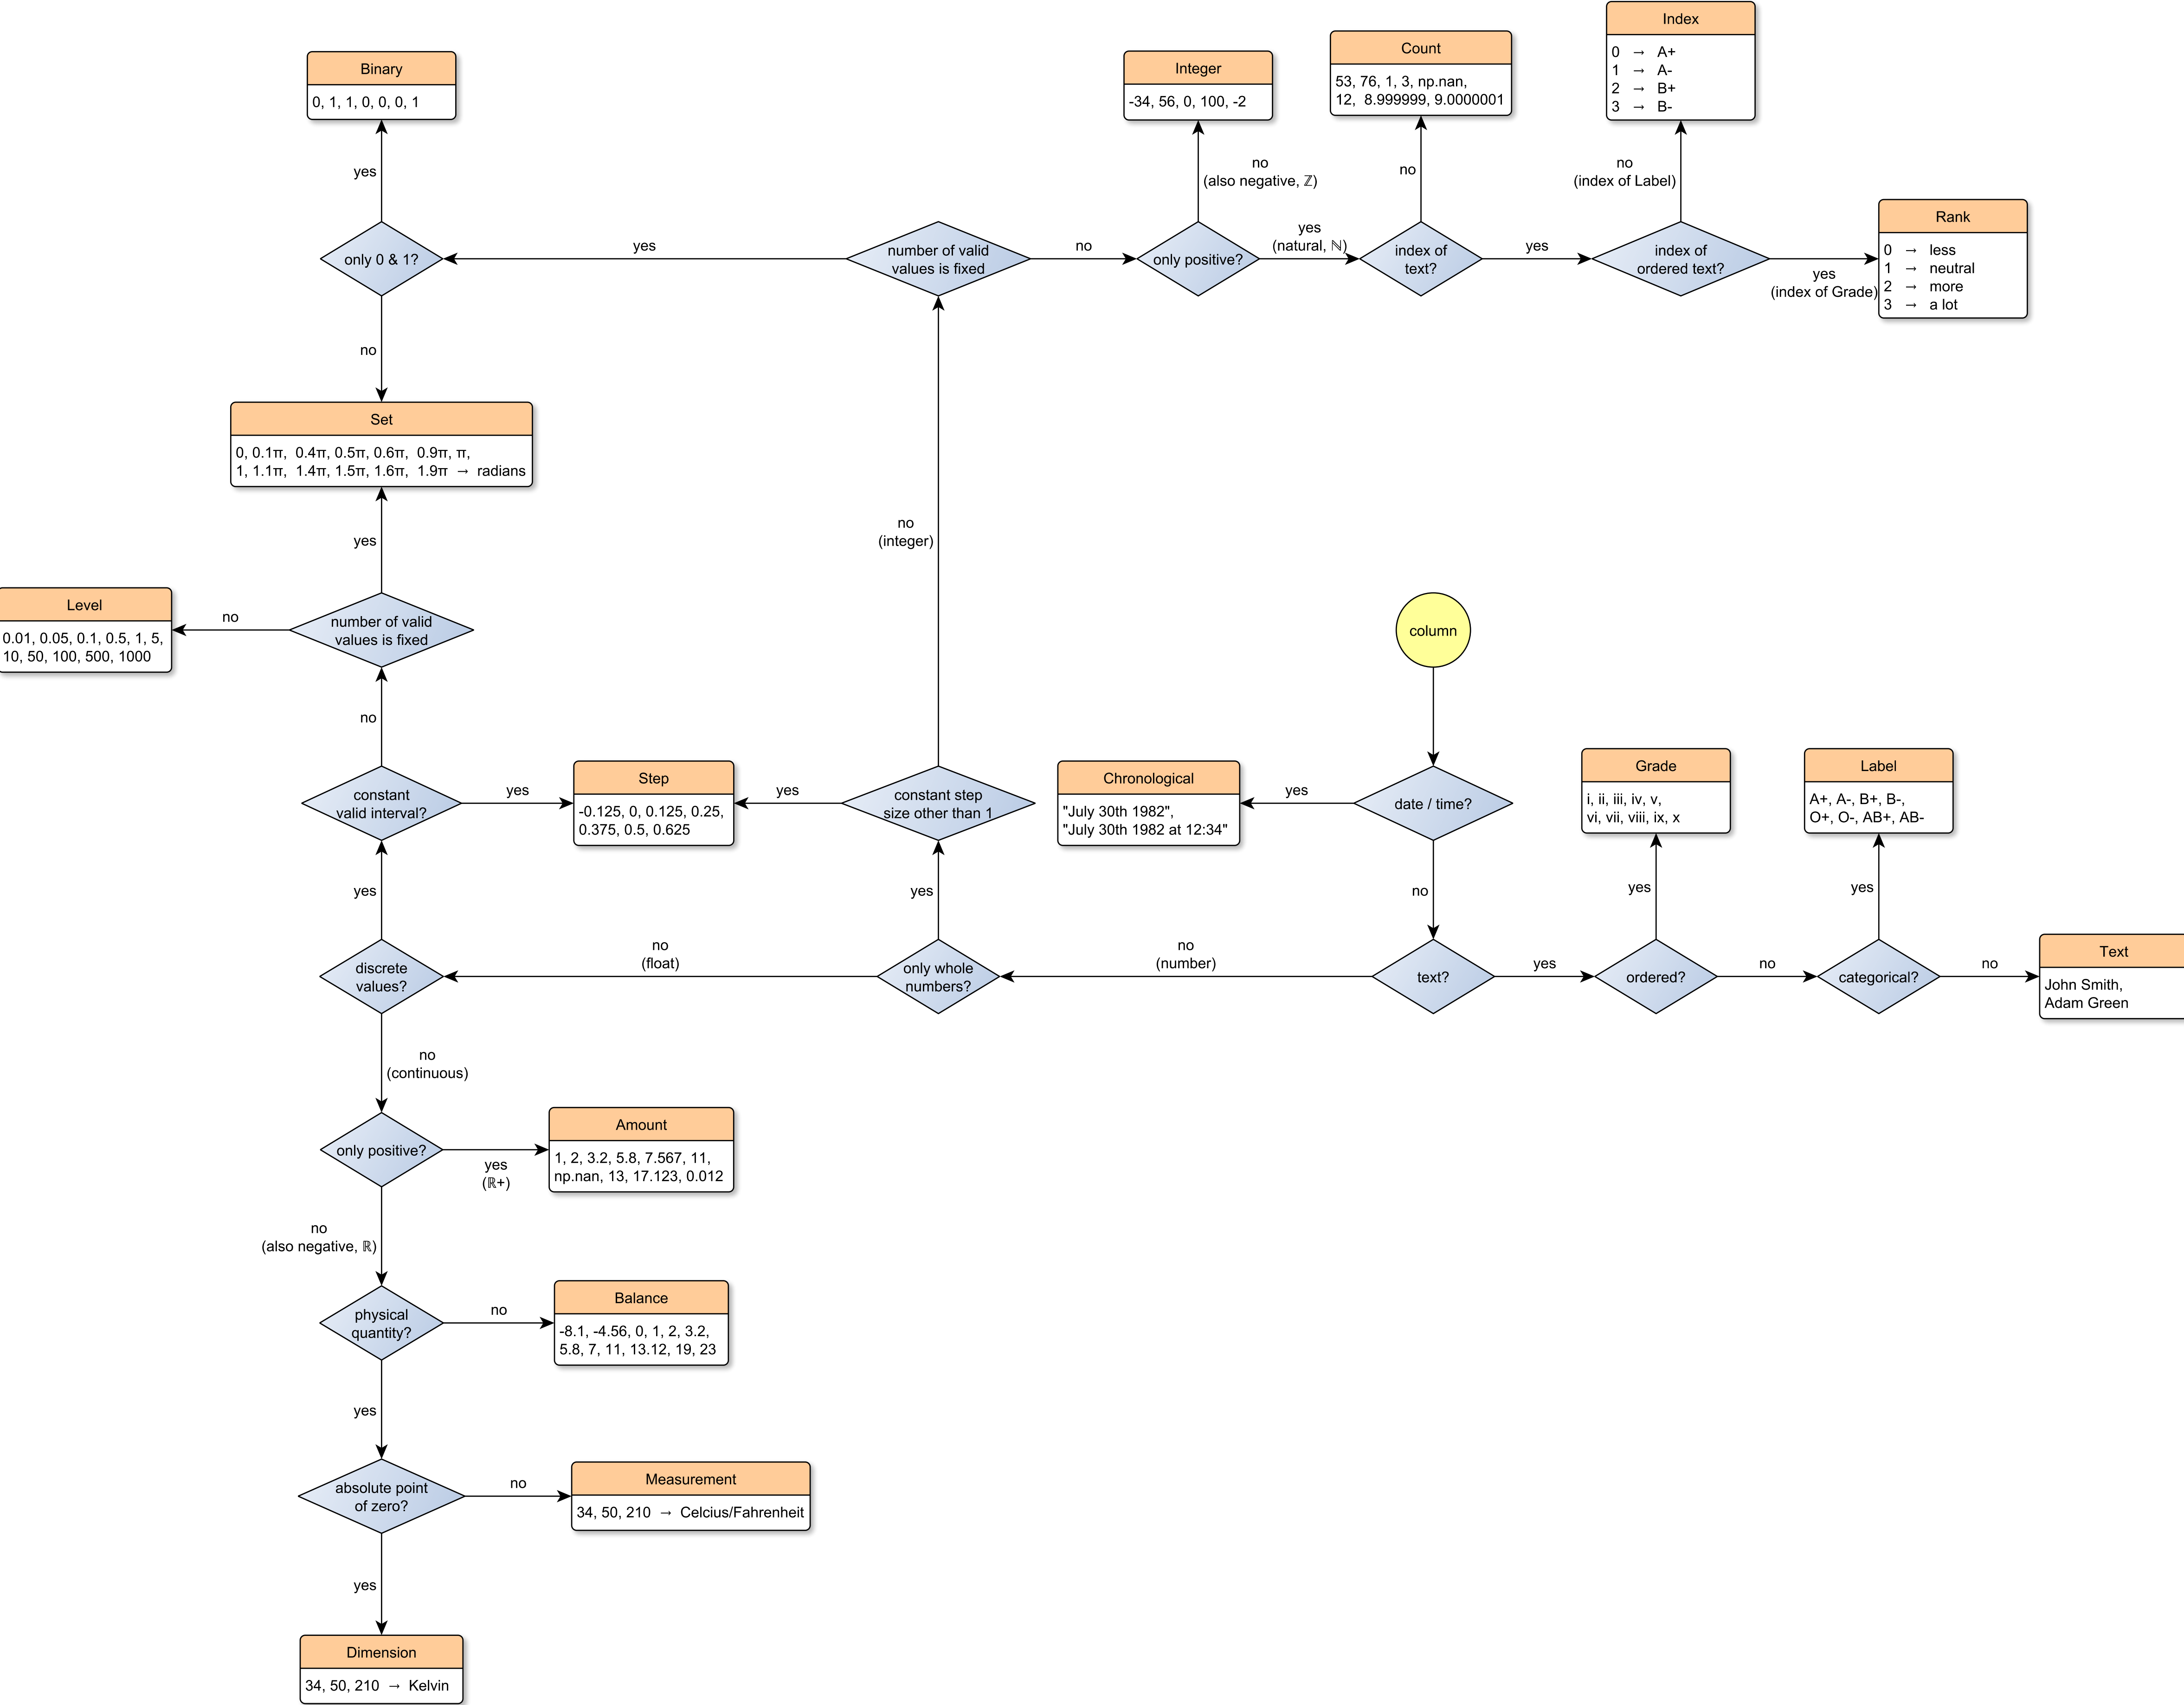 Index
0 → A+
1 → A-
2 → B+
3 → B-
Count
53, 76, 1, 3, np.nan,
12, 8.999999, 9.0000001
Binary
0, 1, 1, 0, 0, 0, 1
Integer
-34, 56, 0, 100, -2
yes
no
(also negative, ℤ)
no
no
(index of Label)
Rank
0 → less
1 → neutral
2 → more
3 → a lot
only 0 & 1?
yes
number of valid
values is fixed
no
only positive?
yes
(natural, ℕ)
index of
text?
yes
index of
ordered text?
yes
(index of Grade)
no
Set
0, 0.1π, 0.4π, 0.5π, 0.6π, 0.9π, π,
1, 1.1π, 1.4π, 1.5π, 1.6π, 1.9π → radians
yes
no
(integer)
Level
0.01, 0.05, 0.1, 0.5, 1, 5,
10, 50, 100, 500, 1000
no
number of valid
values is fixed
column
no
constant
valid interval?
yes
Step
-0.125, 0, 0.125, 0.25,
0.375, 0.5, 0.625
yes
constant step
size other than 1
Chronological
"July 30th 1982",
"July 30th 1982 at 12:34"
yes
date / time?
Grade
i, ii, iii, iv, v,
vi, vii, viii, ix, x
Label
A+, A-, B+, B-,
O+, O-, AB+, AB-
yes
yes
no
yes
yes
discrete
values?
no
(float)
only whole
numbers?
no
(number)
text?
yes
ordered?
no
categorical?
no
Text
John Smith,
Adam Green
no
(continuous)
only positive?
yes
(ℝ+)
Amount
1, 2, 3.2, 5.8, 7.567, 11,
np.nan, 13, 17.123, 0.012
no
(also negative, ℝ)
physical
quantity?
no
Balance
-8.1, -4.56, 0, 1, 2, 3.2,
5.8, 7, 11, 13.12, 19, 23
yes
absolute point
of zero?
no
Measurement
34, 50, 210 → Celcius/Fahrenheit
yes
Dimension
34, 50, 210 → Kelvin